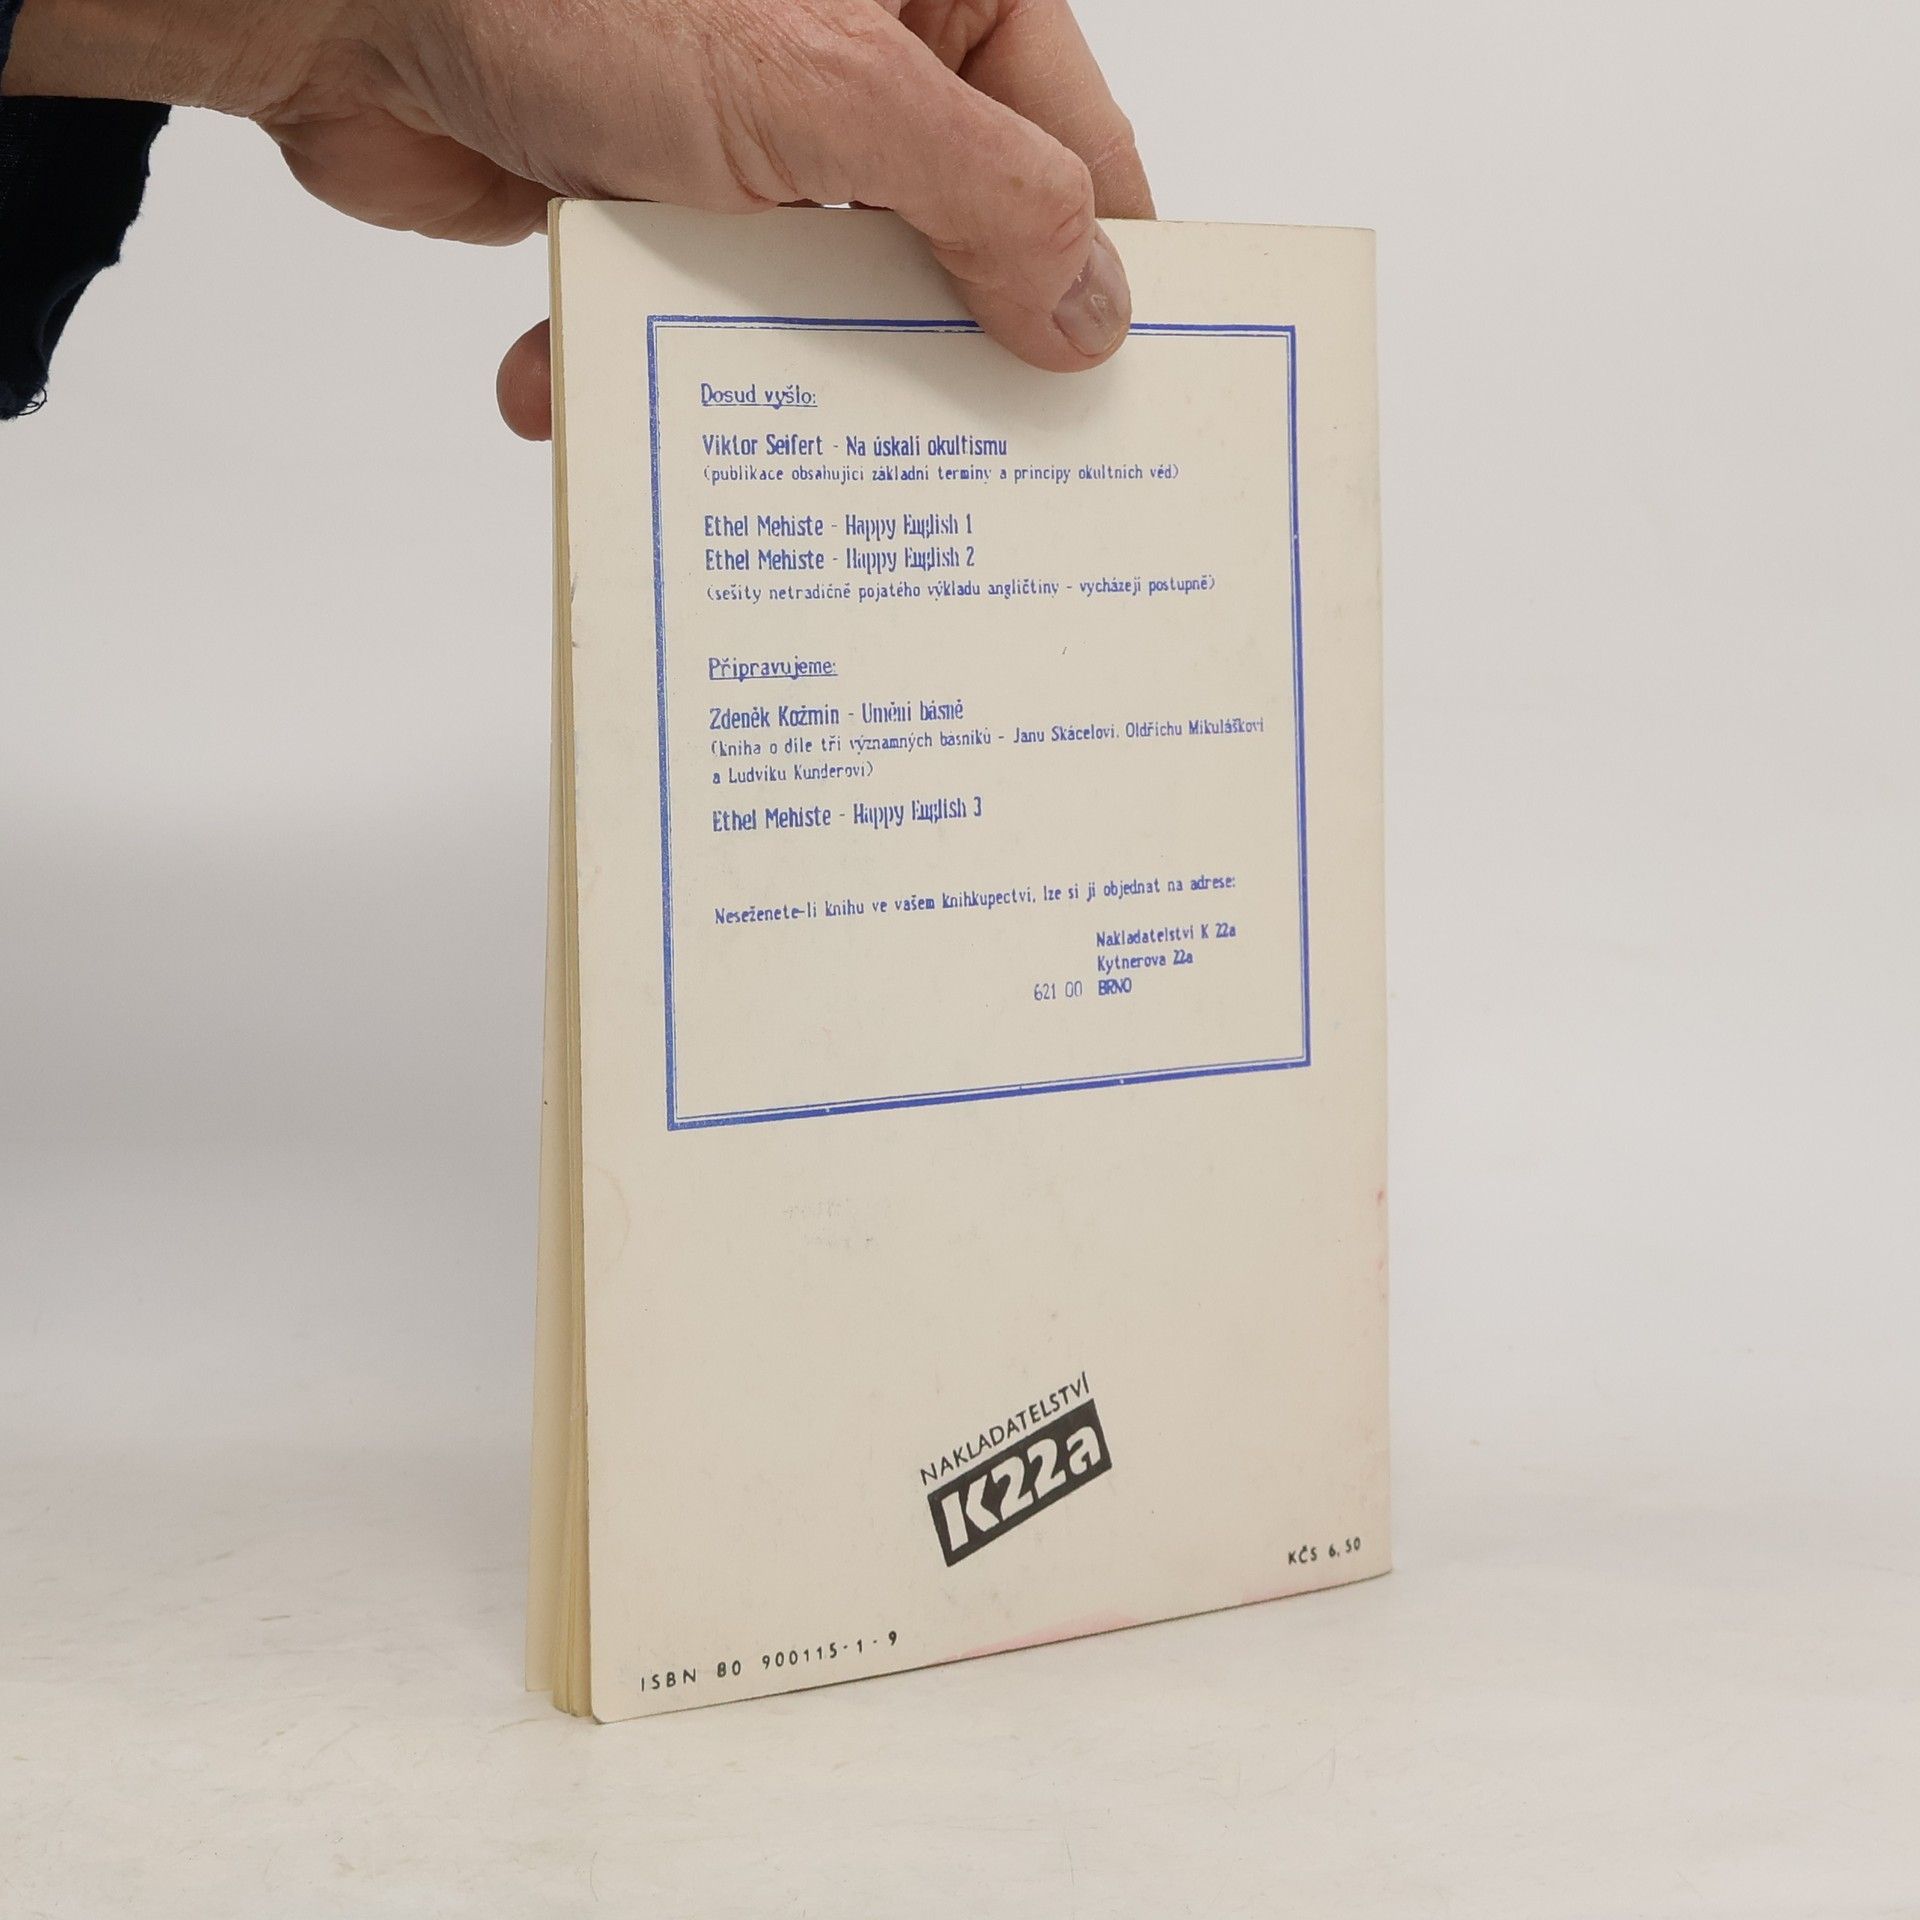 Dosud vyšlo:
Viktor Seifert - Na úskalí okultismu
(publikace obsahující základní termíny a principy okultních věd)
Ethel Mehiste - Happy English 1
Ethel Mehiste - Happy English 2
(sešity netradičně pojatého výkladu angličtiny - vycházejí postupně)
Připravujeme:
Zdeněk Kožmín - Umění básně
(kniha o díle tří významných básníků - Janu Skácelovi, Oldřichu Mikuláškovi
a Ludvíku Kunderovi)
Ethel Mehiste - Happy English 3
Neseženete-li knihu ve vašem knihkupectví, lze si ji objednat na adrese:
Nakladatelství K 22a
Kytnerova 22a
621 00 BRNO
NAKLADATELSTVÍ
K22a
KČS 6,50
ISBN 80 900115-1-9